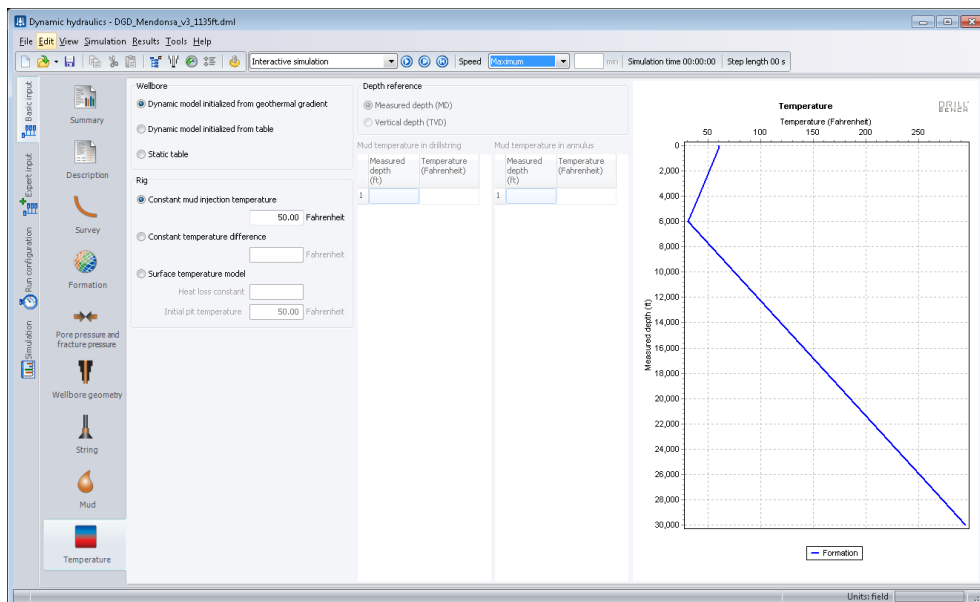 Dynamic hydraulics - DGD_Mendonsa_v3_1135ft.dml
File Edit View Simulation Results Tools Help
Interactive simulation
Speed
Maximum
min
Simulation time 00:00:00
Step length 00 s
Basic input
Expert input
Run configuration
Simulation
Summary
Description
Survey
Formation
Pore pressure and
fracture pressure
Wellbore geometry
String
Mud
Temperature
Wellbore
Dynamic model initialized from geothermal gradient
Dynamic model initialized from table
Static table
Rig
Constant mud injection temperature
50.00 Fahrenheit
Constant temperature difference
Fahrenheit
Surface temperature model
Heat loss constant
Initial pit temperature 50.00 Fahrenheit
Depth reference
Measured depth (MD)
Vertical depth (TVD)
Mud temperature in drillstring
Measured
depth
(ft)
Temperature
(Fahrenheit)
1
Mud temperature in annulus
Measured
depth
(ft)
Temperature
(Fahrenheit)
1
Temperature
DRILL
BENCH
Temperature (Fahrenheit)
50 100 150 200 250
Measured depth (ft)
0
2,000
4,000
6,000
8,000
10,000
12,000
14,000
16,000
18,000
20,000
22,000
24,000
26,000
28,000
30,000
Formation
Units: field